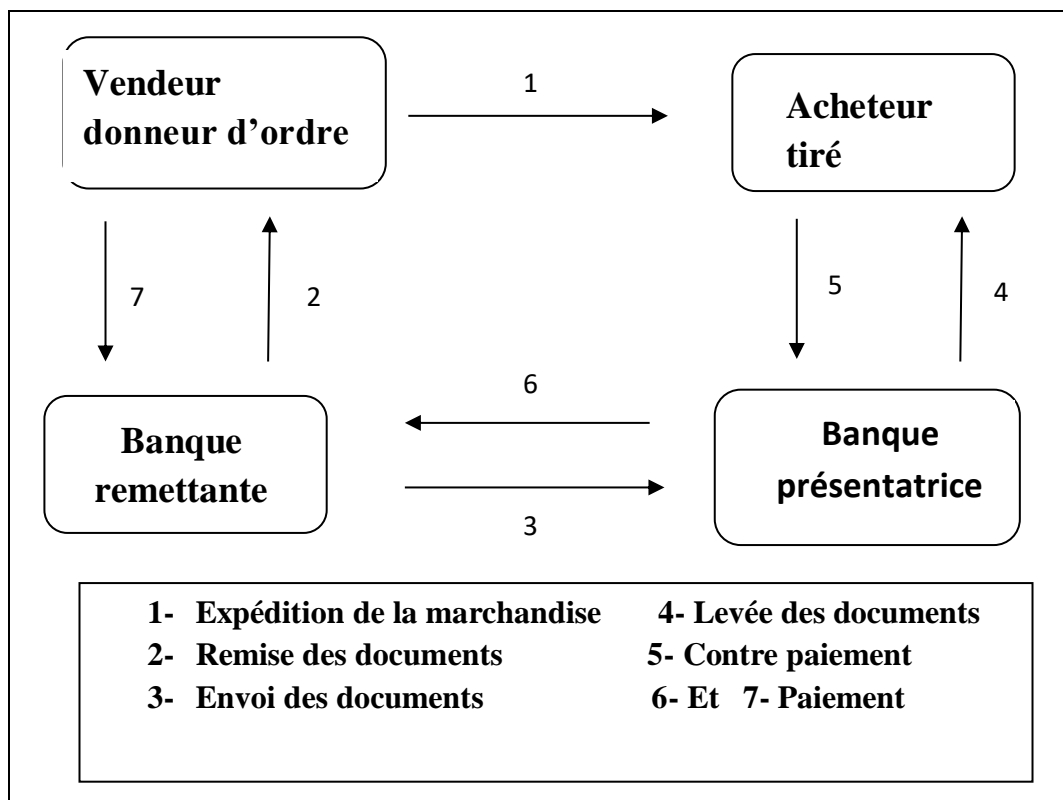 Vendeur
donneur d’ordre
1
Acheteur
tiré
7
2
5
4
6
Banque
remettante
Banque
présentatrice
3
1- Expédition de la marchandise 4- Levée des documents
2- Remise des documents 5- Contre paiement
3- Envoi des documents 6- Et 7- Paiement